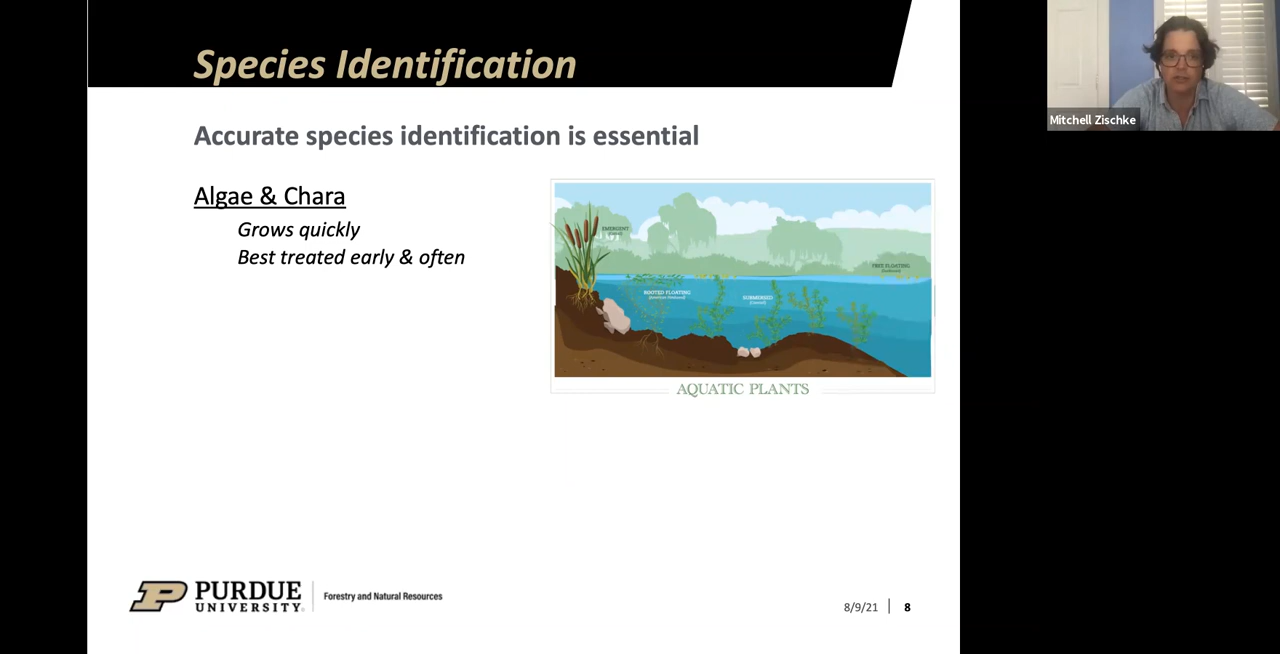 Species Identification
Mitchell Zischke
Accurate species identification is essential
Algae & Chara
Grows quickly
Best treated early & often
EMERGENT
FREE FLOATING
ROOTED FLOATING
SUBMERSED
AQUATIC PLANTS
P PURDUE
UNIVERSITY
Forestry and Natural Resources
8/9/21 8